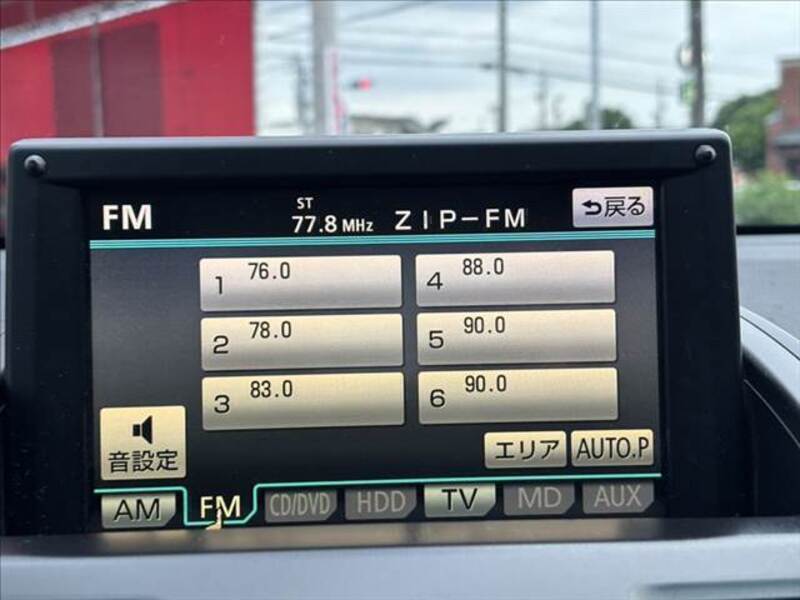 FM ST 77.8 MHz ZIP-FM 戻る
1 76.0 4 88.0
2 78.0 5 90.0
3 83.0 6 90.0
音設定 エリア AUTO.P
AM FM CD/DVD HDD TV MD AUX